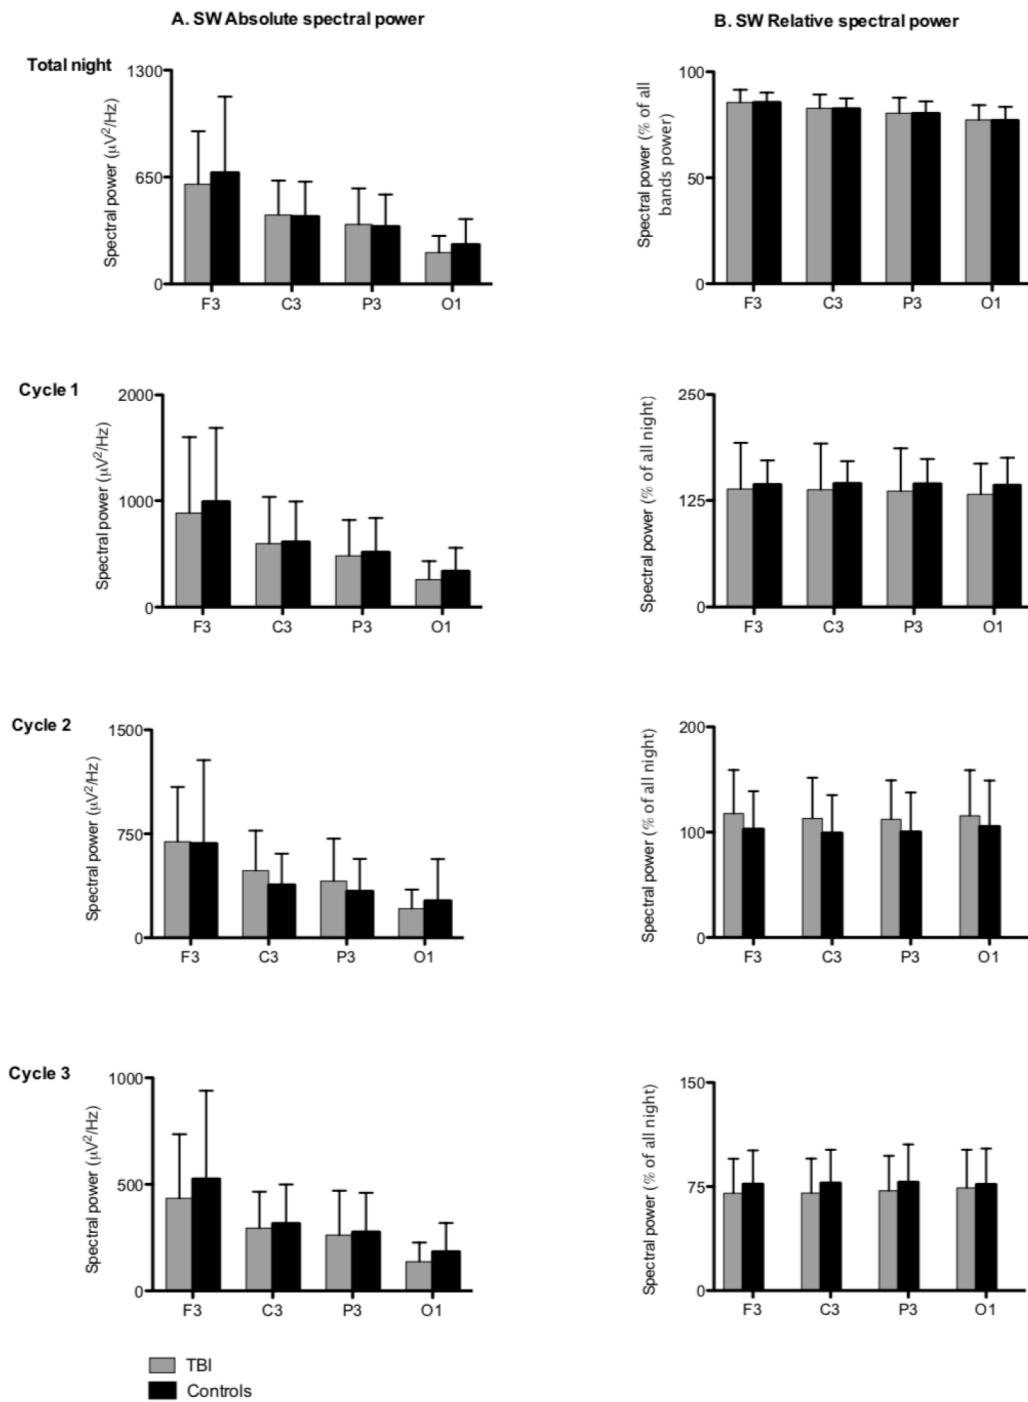 A. SW Absolute spectral power
B. SW Relative spectral power
Total night
Spectral power (µV²/Hz)
1300
650
0
F3 C3 P3 O1
Spectral power (% of all
bands power)
100
50
0
F3 C3 P3 O1
Cycle 1
Spectral power (µV²/Hz)
2000
1000
0
F3 C3 P3 O1
Spectral power (% of all night)
250
125
0
F3 C3 P3 O1
Cycle 2
Spectral power (µV²/Hz)
1500
750
0
F3 C3 P3 O1
Spectral power (% of all night)
200
100
0
F3 C3 P3 O1
Cycle 3
Spectral power (µV²/Hz)
1000
500
0
F3 C3 P3 O1
Spectral power (% of all night)
150
75
0
F3 C3 P3 O1
TBI
Controls